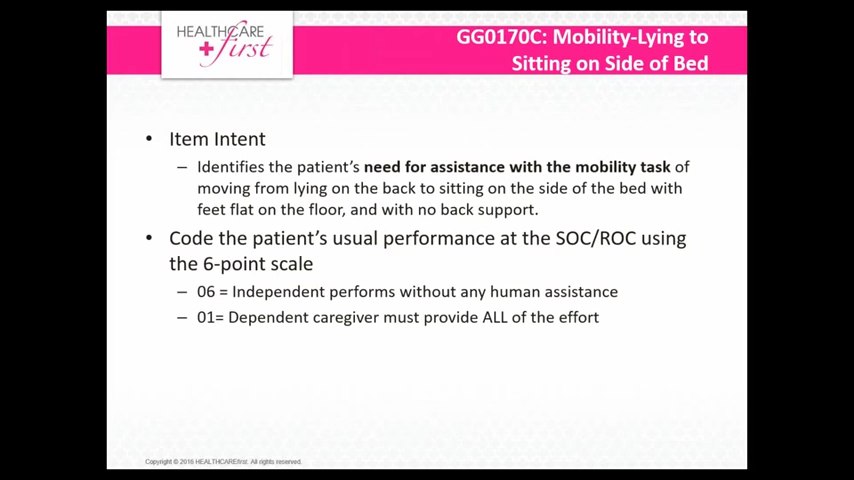 HEALTHCARE
first
GG0170C: Mobility-Lying to
Sitting on Side of Bed
• Item Intent
– Identifies the patient's need for assistance with the mobility task of
moving from lying on the back to sitting on the side of the bed with
feet flat on the floor, and with no back support.
• Code the patient's usual performance at the SOC/ROC using
the 6-point scale
– 06 = Independent performs without any human assistance
– 01= Dependent caregiver must provide ALL of the effort
Copyright © 2016 HEALTHCAREfirst. All rights reserved.